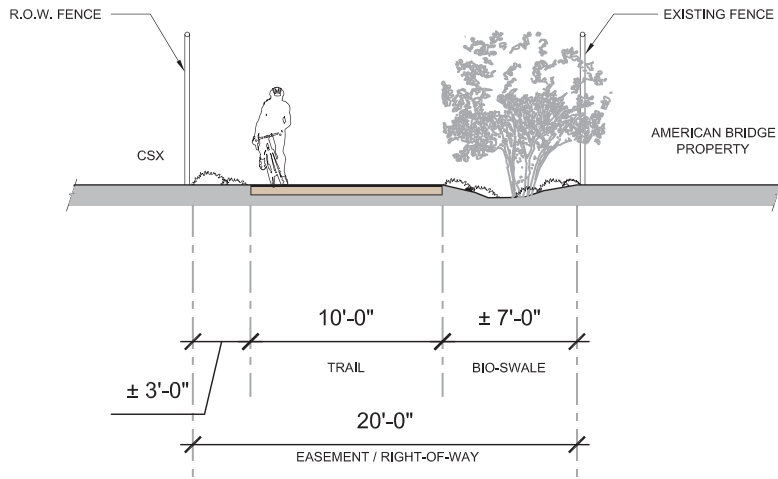 R.O.W. FENCE
EXISTING FENCE
CSX
AMERICAN BRIDGE
PROPERTY
10'-0"
± 7'-0"
TRAIL
BIO-SWALE
± 3'-0"
20'-0"
EASEMENT / RIGHT-OF-WAY